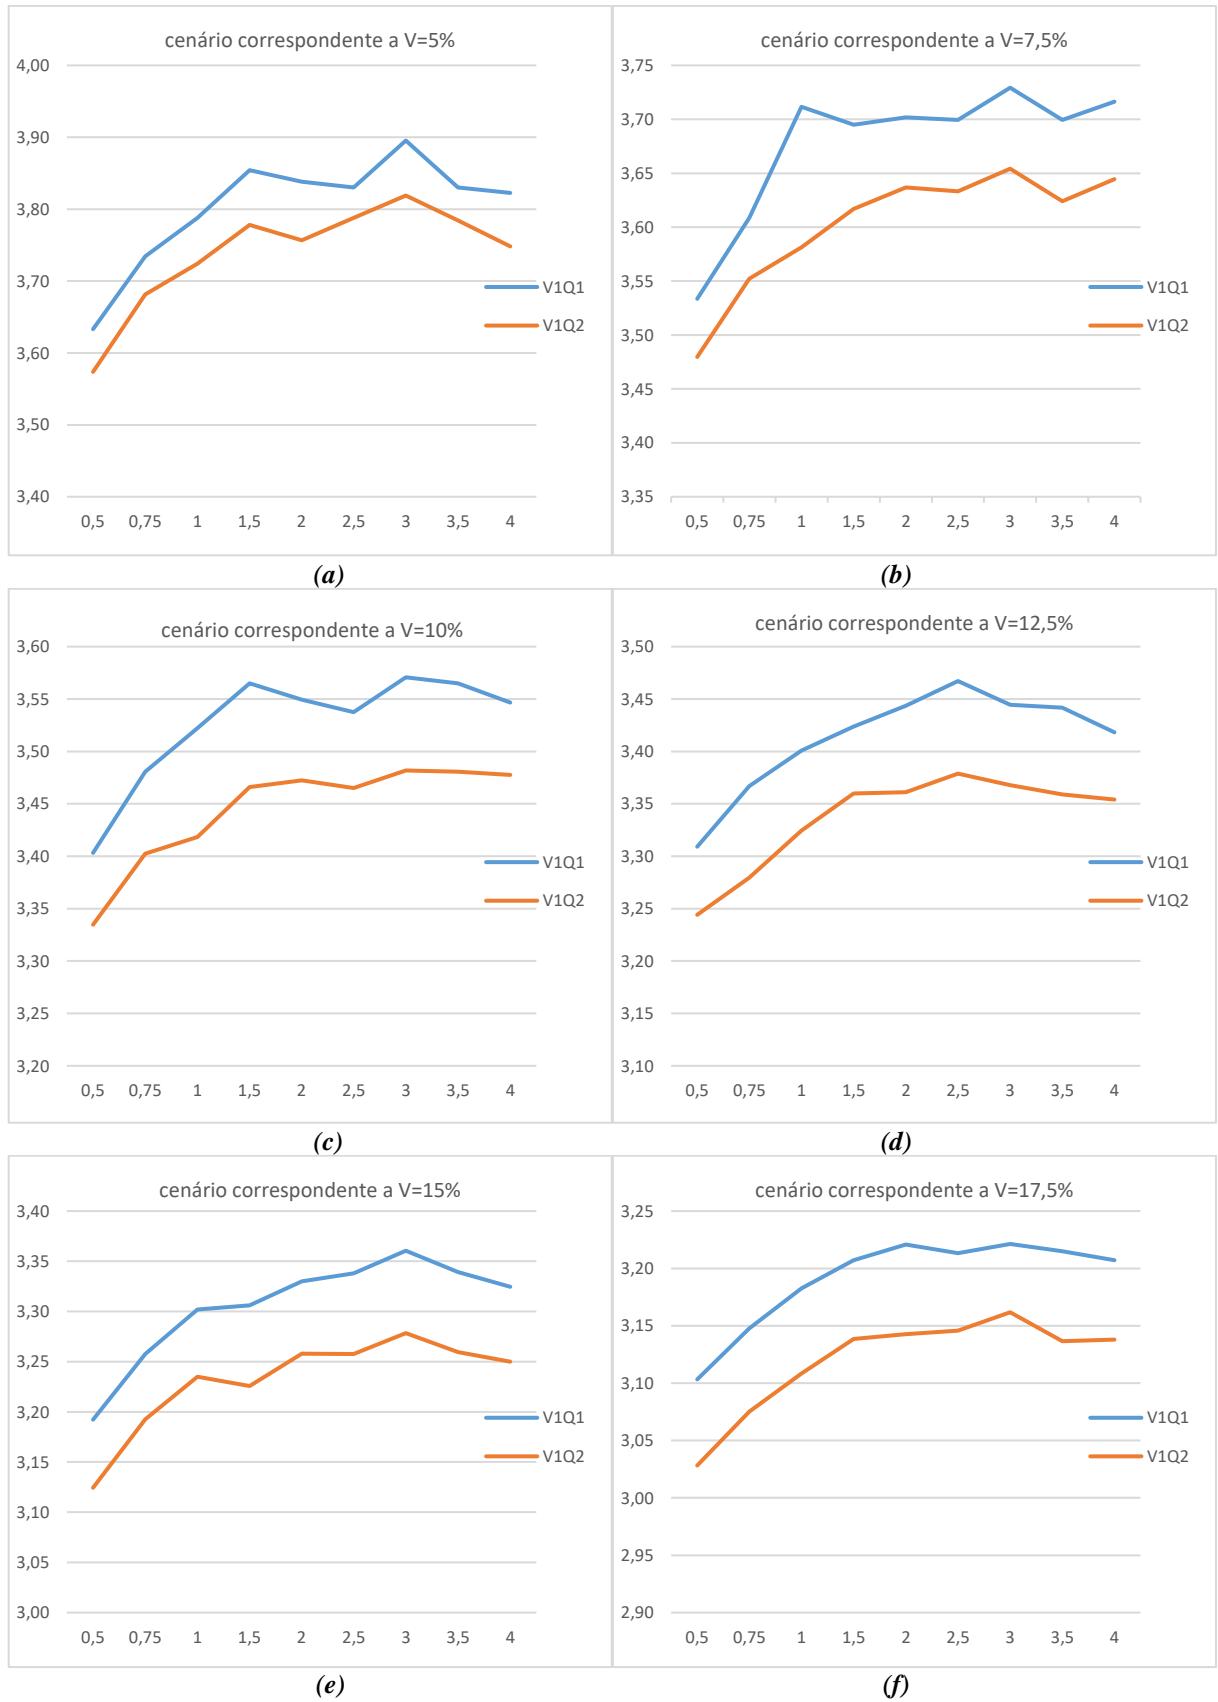 cenário correspondente a V=5%
4,00
3,90
3,80
3,70
3,60
3,50
3,40
0,5 0,75 1 1,5 2 2,5 3 3,5 4
V1Q1
V1Q2
(a)
cenário correspondente a V=7,5%
3,75
3,70
3,65
3,60
3,55
3,50
3,45
3,40
3,35
0,5 0,75 1 1,5 2 2,5 3 3,5 4
V1Q1
V1Q2
(b)
cenário correspondente a V=10%
3,60
3,55
3,50
3,45
3,40
3,35
3,30
3,25
3,20
0,5 0,75 1 1,5 2 2,5 3 3,5 4
V1Q1
V1Q2
(c)
cenário correspondente a V=12,5%
3,50
3,45
3,40
3,35
3,30
3,25
3,20
3,15
3,10
0,5 0,75 1 1,5 2 2,5 3 3,5 4
V1Q1
V1Q2
(d)
cenário correspondente a V=15%
3,40
3,35
3,30
3,25
3,20
3,15
3,10
3,05
3,00
0,5 0,75 1 1,5 2 2,5 3 3,5 4
V1Q1
V1Q2
(e)
cenário correspondente a V=17,5%
3,25
3,20
3,15
3,10
3,05
3,00
2,95
2,90
0,5 0,75 1 1,5 2 2,5 3 3,5 4
V1Q1
V1Q2
(f)